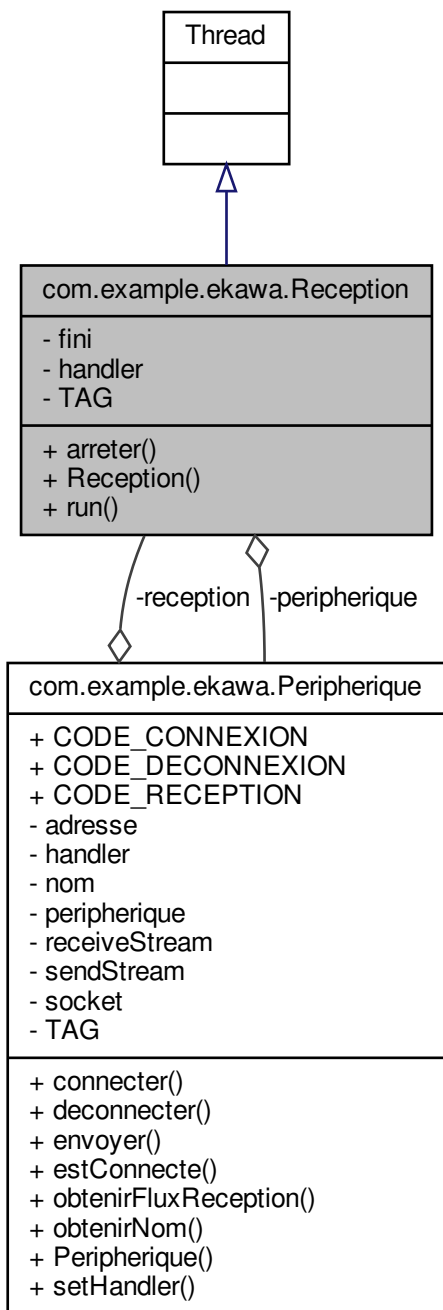 Thread
com.example.ekawa.Reception
- fini
- handler
- TAG
+ arreter()
+ Reception()
+ run()
-reception
-peripherique
com.example.ekawa.Peripherique
+ CODE_CONNEXION
+ CODE_DECONNEXION
+ CODE_RECEPTION
- adresse
- handler
- nom
- peripherique
- receiveStream
- sendStream
- socket
- TAG
+ connecter()
+ deconnecter()
+ envoyer()
+ estConnecte()
+ obtenirFluxReception()
+ obtenirNom()
+ Peripherique()
+ setHandler()